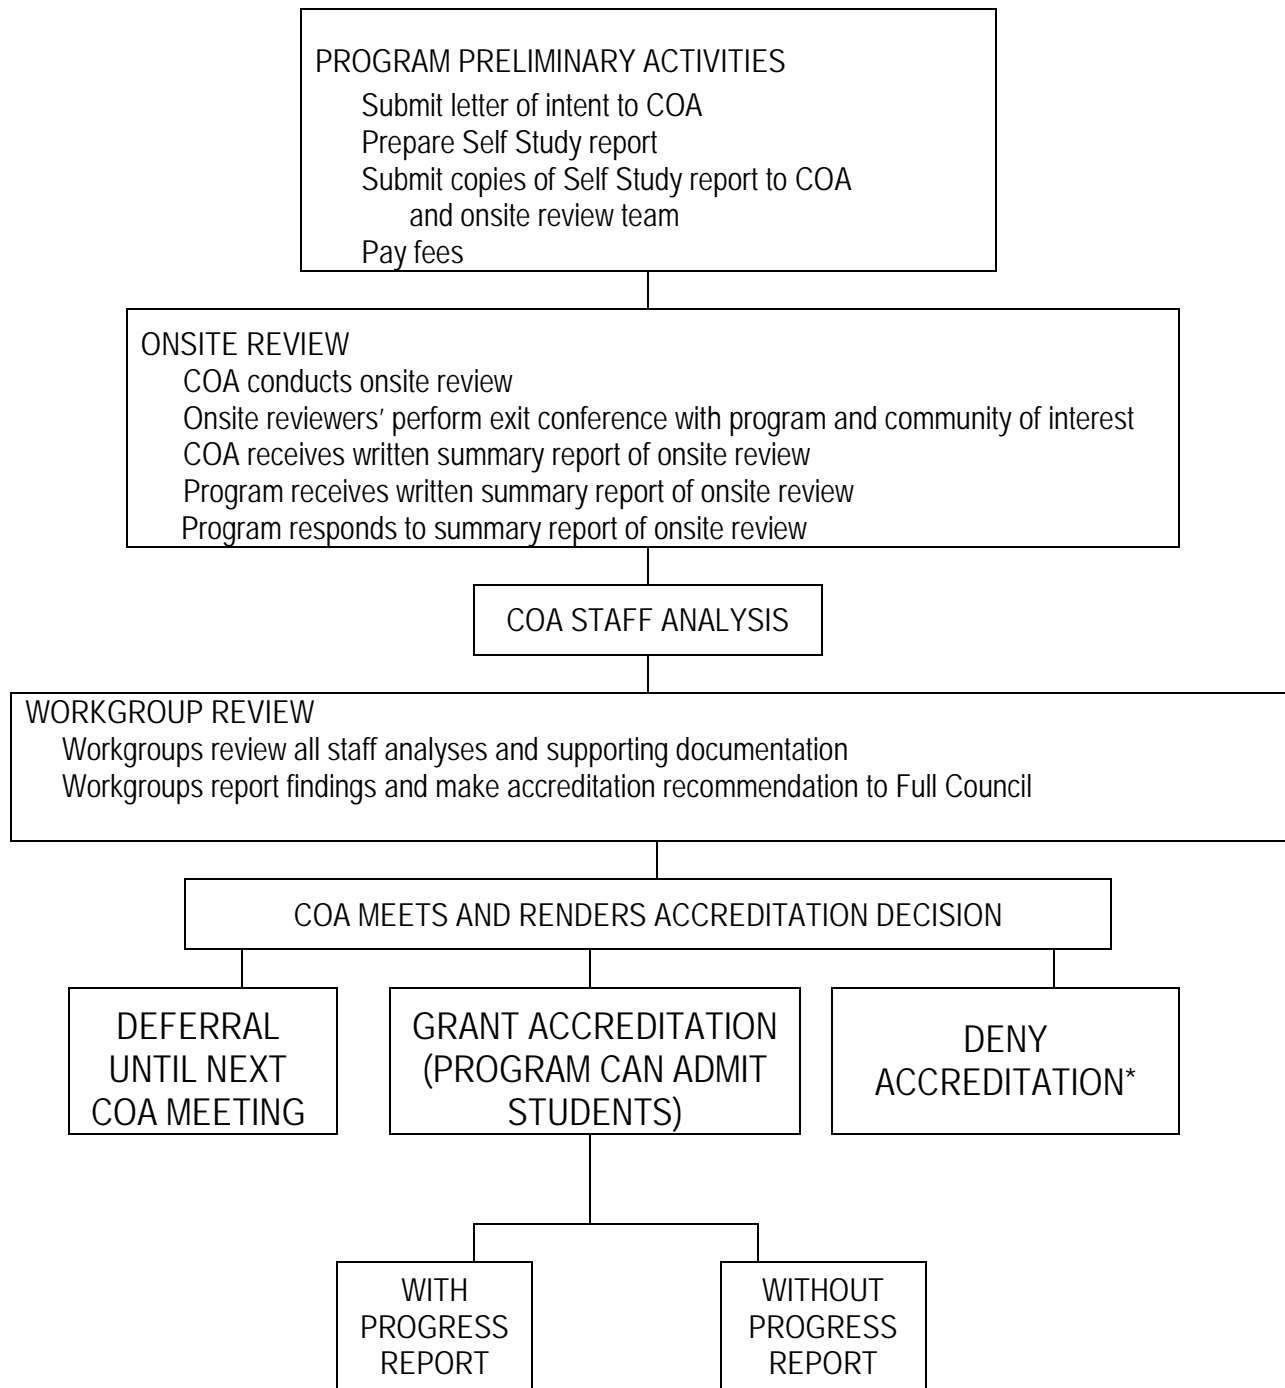 PROGRAM PRELIMINARY ACTIVITIES
Submit letter of intent to COA
Prepare Self Study report
Submit copies of Self Study report to COA
and onsite review team
Pay fees
ONSITE REVIEW
COA conducts onsite review
Onsite reviewers’ perform exit conference with program and community of interest
COA receives written summary report of onsite review
Program receives written summary report of onsite review
Program responds to summary report of onsite review
COA STAFF ANALYSIS
WORKGROUP REVIEW
Workgroups review all staff analyses and supporting documentation
Workgroups report findings and make accreditation recommendation to Full Council
COA MEETS AND RENDERS ACCREDITATION DECISION
DEFERRAL
UNTIL NEXT
COA MEETING
GRANT ACCREDITATION
(PROGRAM CAN ADMIT
STUDENTS)
DENY
ACCREDITATION*
WITH
PROGRESS
REPORT
WITHOUT
PROGRESS
REPORT